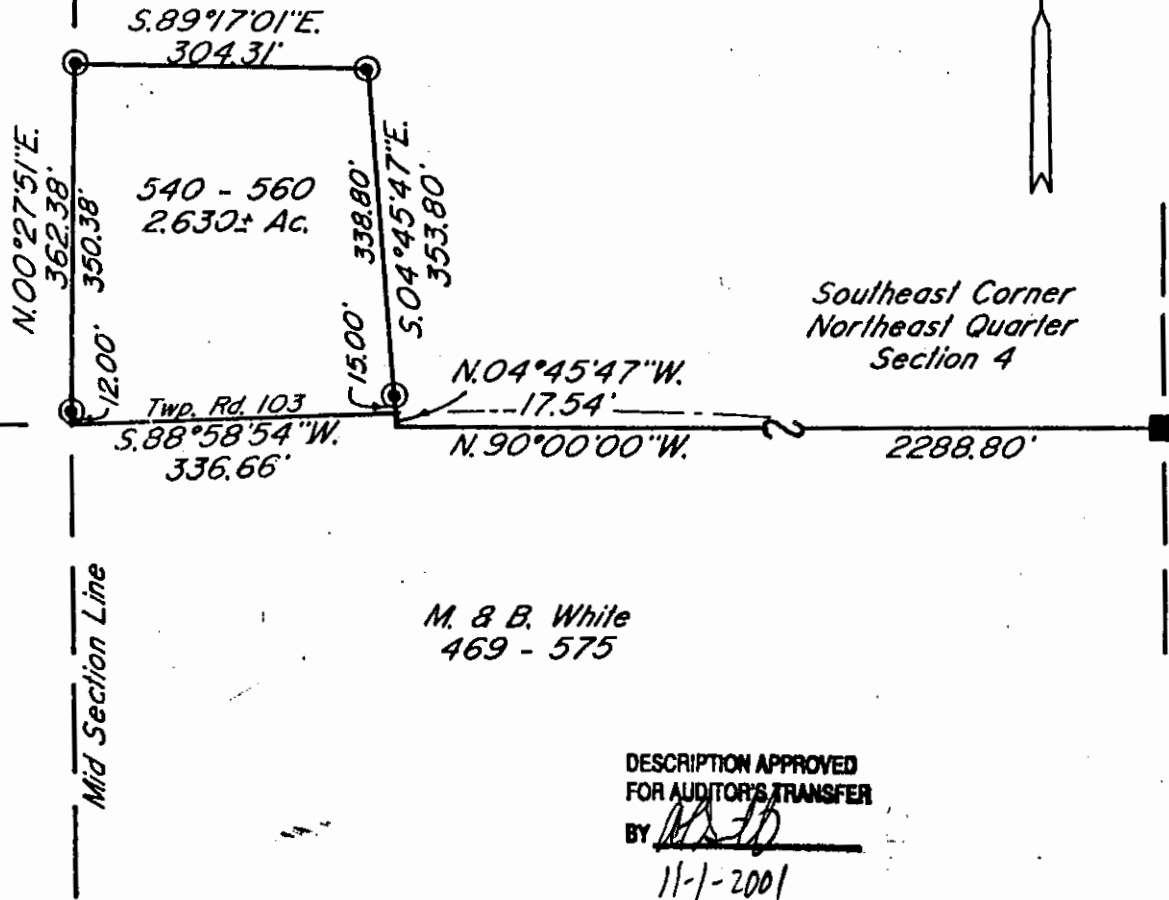 S.89°17'01"E.
304.31'
N.00°27'51"E.
362.38'
350.38'
12.00'
540 - 560
2.630± Ac.
338.80'
S.04°45'47"E.
353.80'
15.00'
Twp. Rd. 103
S.88°58'54"W.
336.66'
N.04°45'47"W.
17.54'
N.90°00'00"W.
2288.80'
Southeast Corner
Northeast Quarter
Section 4
Mid Section Line
M. & B. White
469 - 575
DESCRIPTION APPROVED
FOR AUDITOR'S TRANSFER
BY
11-1-2001